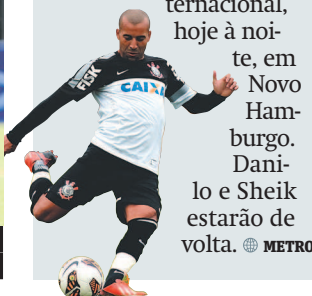 ternacional,
hoje à noi-
te, em
Novo
Ham-
burgo.
Dani-
lo e Sheik
estarão de
volta. METRO
FISK
CAIXA